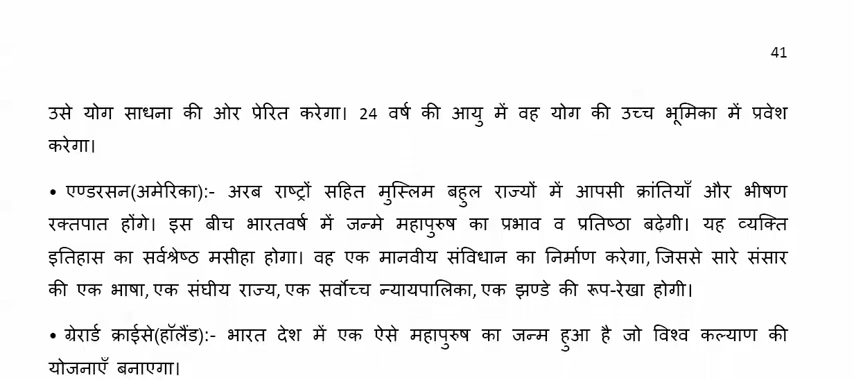 41
उसे योग साधना की ओर प्रेरित करेगा। 24 वर्ष की आयु में वह योग की उच्च भूमिका में प्रवेश
करेगा।
• एण्डरसन(अमेरिका):- अरब राष्ट्रों सहित मुस्लिम बहुल राज्यों में आपसी क्रांतियाँ और भीषण
रक्तपात होंगे। इस बीच भारतवर्ष में जन्मे महापुरुष का प्रभाव व प्रतिष्ठा बढ़ेगी। यह व्यक्ति
इतिहास का सर्वश्रेष्ठ मसीहा होगा। वह एक मानवीय संविधान का निर्माण करेगा, जिससे सारे संसार
की एक भाषा, एक संघीय राज्य, एक सर्वोच्च न्यायपालिका, एक झण्डे की रूप-रेखा होगी।
• ग्रेरार्ड क्राईसे(हॉलैंड):- भारत देश में एक ऐसे महापुरुष का जन्म हुआ है जो विश्व कल्याण की
योजनाएँ बनाएगा।